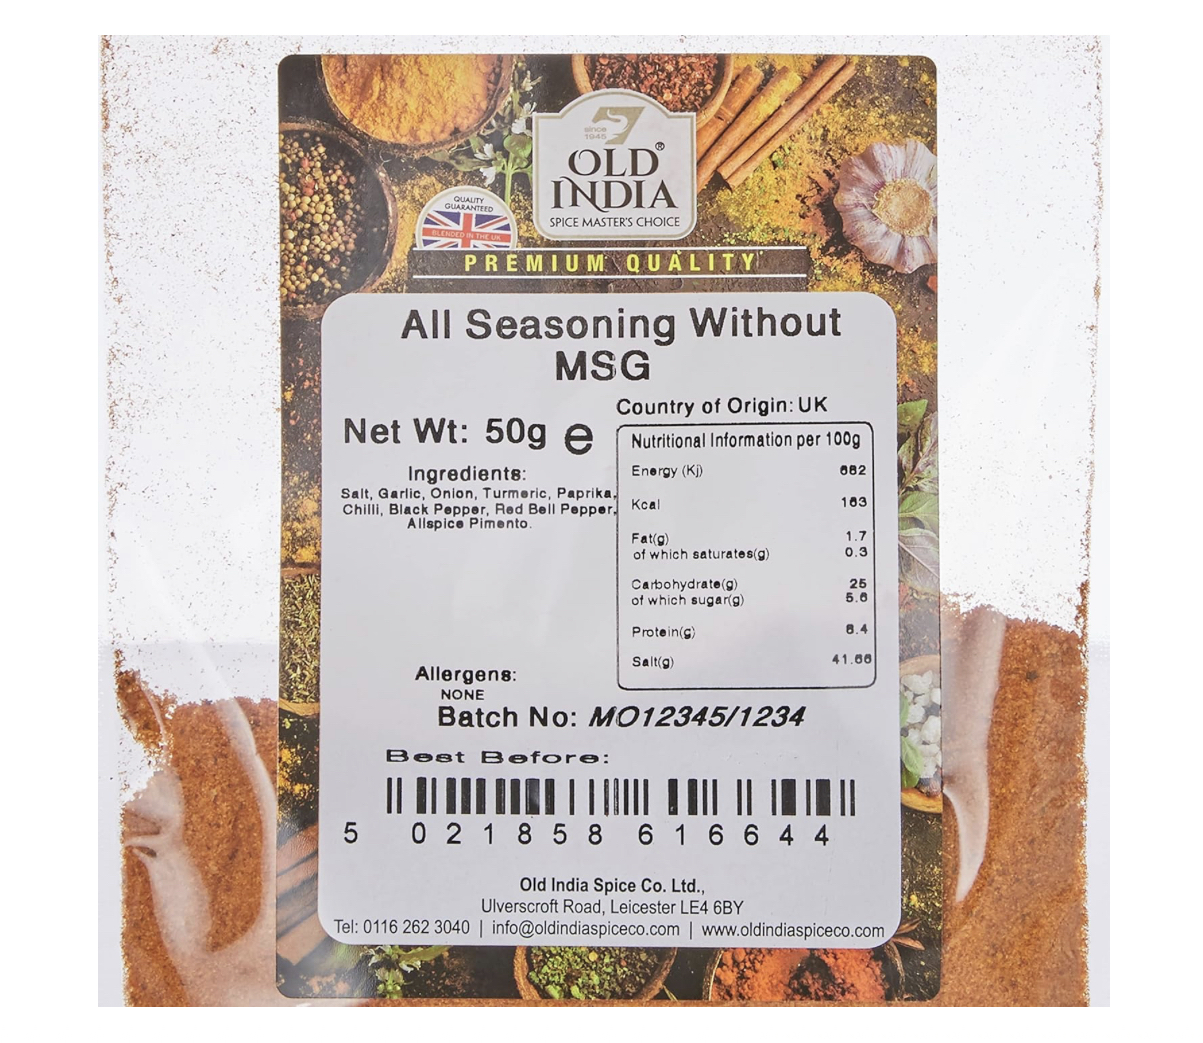 since
1945
OLD®
INDIA
SPICE MASTER'S CHOICE
QUALITY
GUARANTEED
BLENDED IN THE UK
PREMIUM QUALITY
All Seasoning Without
MSG
Country of Origin: UK
Net Wt: 50g e
Nutritional Information per 100g
Ingredients:
Salt, Garlic, Onion, Turmeric, Paprika,
Chilli, Black Pepper, Red Bell Pepper,
Allspice Pimento.
Energy (Kj) 682
Kcal 163
Fat(g) 1.7
of which saturates(g) 0.3
Carbohydrate(g) 25
of which sugar(g)
Protein(g)
Salt(g) 41.66
Allergens:
NONE
Batch No: MO12345/1234
Best Before:
5 021858 616644
Old India Spice Co. Ltd.,
Ulverscroft Road, Leicester LE4 6BY
Tel: 0116 262 3040 | info@oldindiaspiceco.com | www.oldindiaspiceco.com